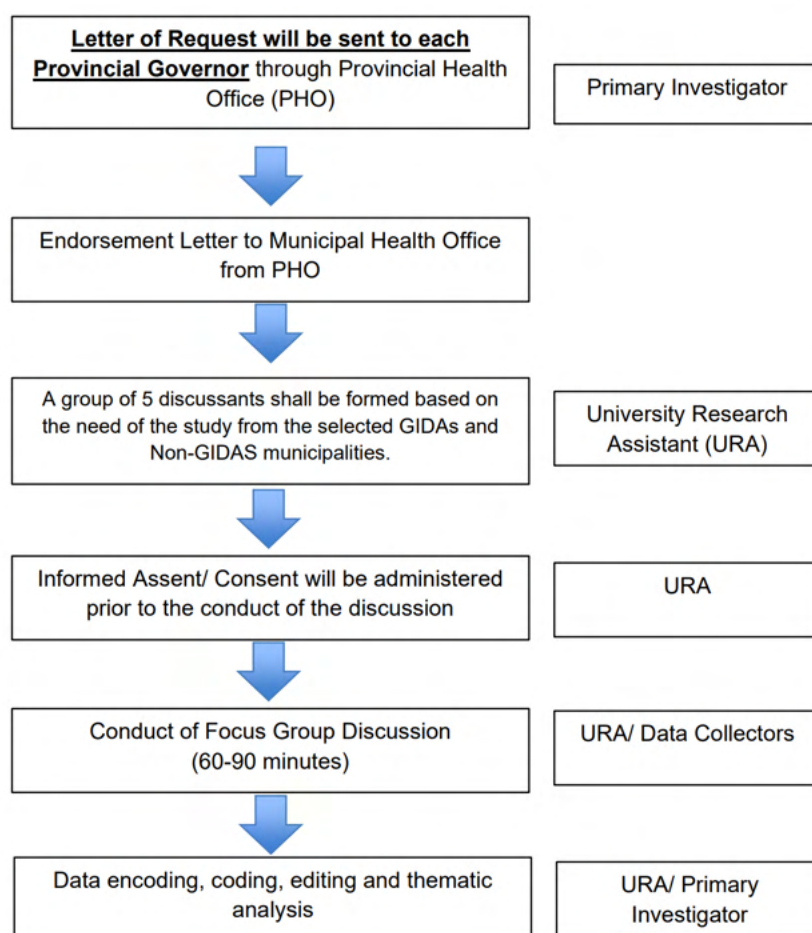 Letter of Request will be sent to each
Provincial Governor through Provincial Health
Office (PHO)
Primary Investigator
Endorsement Letter to Municipal Health Office
from PHO
A group of 5 discussants shall be formed based on
the need of the study from the selected GIDAs and
Non-GIDAS municipalities.
University Research
Assistant (URA)
Informed Assent/ Consent will be administered
prior to the conduct of the discussion
URA
Conduct of Focus Group Discussion
(60-90 minutes)
URA/ Data Collectors
Data encoding, coding, editing and thematic
analysis
URA/ Primary
Investigator